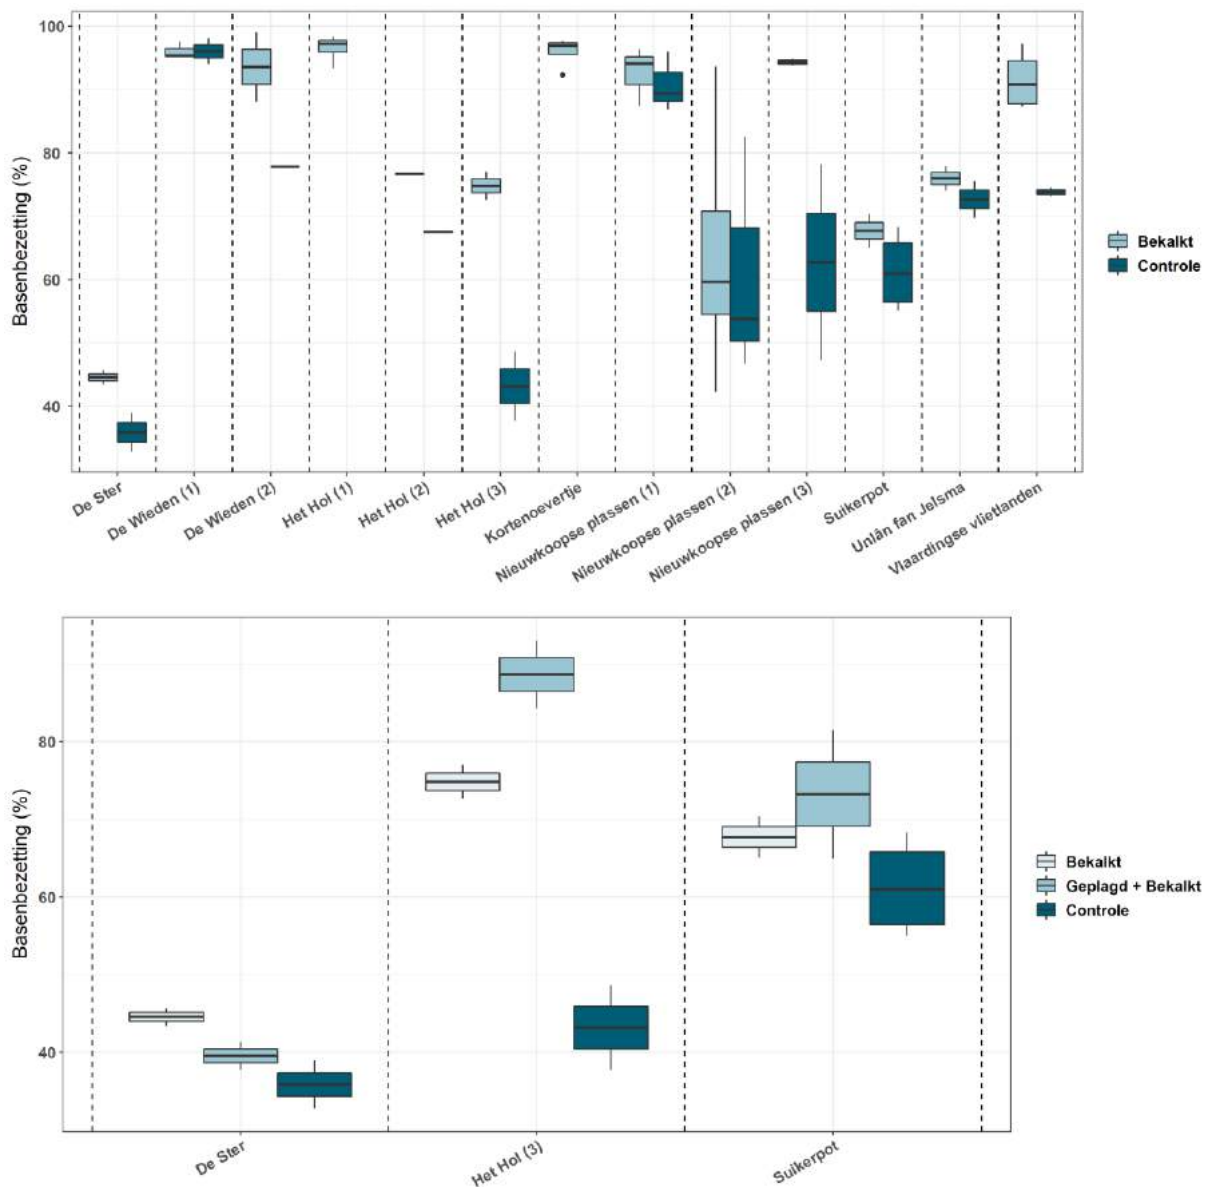 100
80
60
40
Basenbezetting (%)
De Ster
De Wieden (1)
De Wieden (2)
Het Hol (1)
Het Hol (2)
Het Hol (3)
Kortenoevertje
Nieuwkoopse plassen (1)
Nieuwkoopse plassen (2)
Nieuwkoopse plassen (3)
Suikerpot
Unlân fan Jelsma
Vlaardingse vlietlanden
Bekalkt
Controle
80
60
40
Basenbezetting (%)
De Ster
Het Hol (3)
Suikerpot
Bekalkt
Geplagd + Bekalkt
Controle